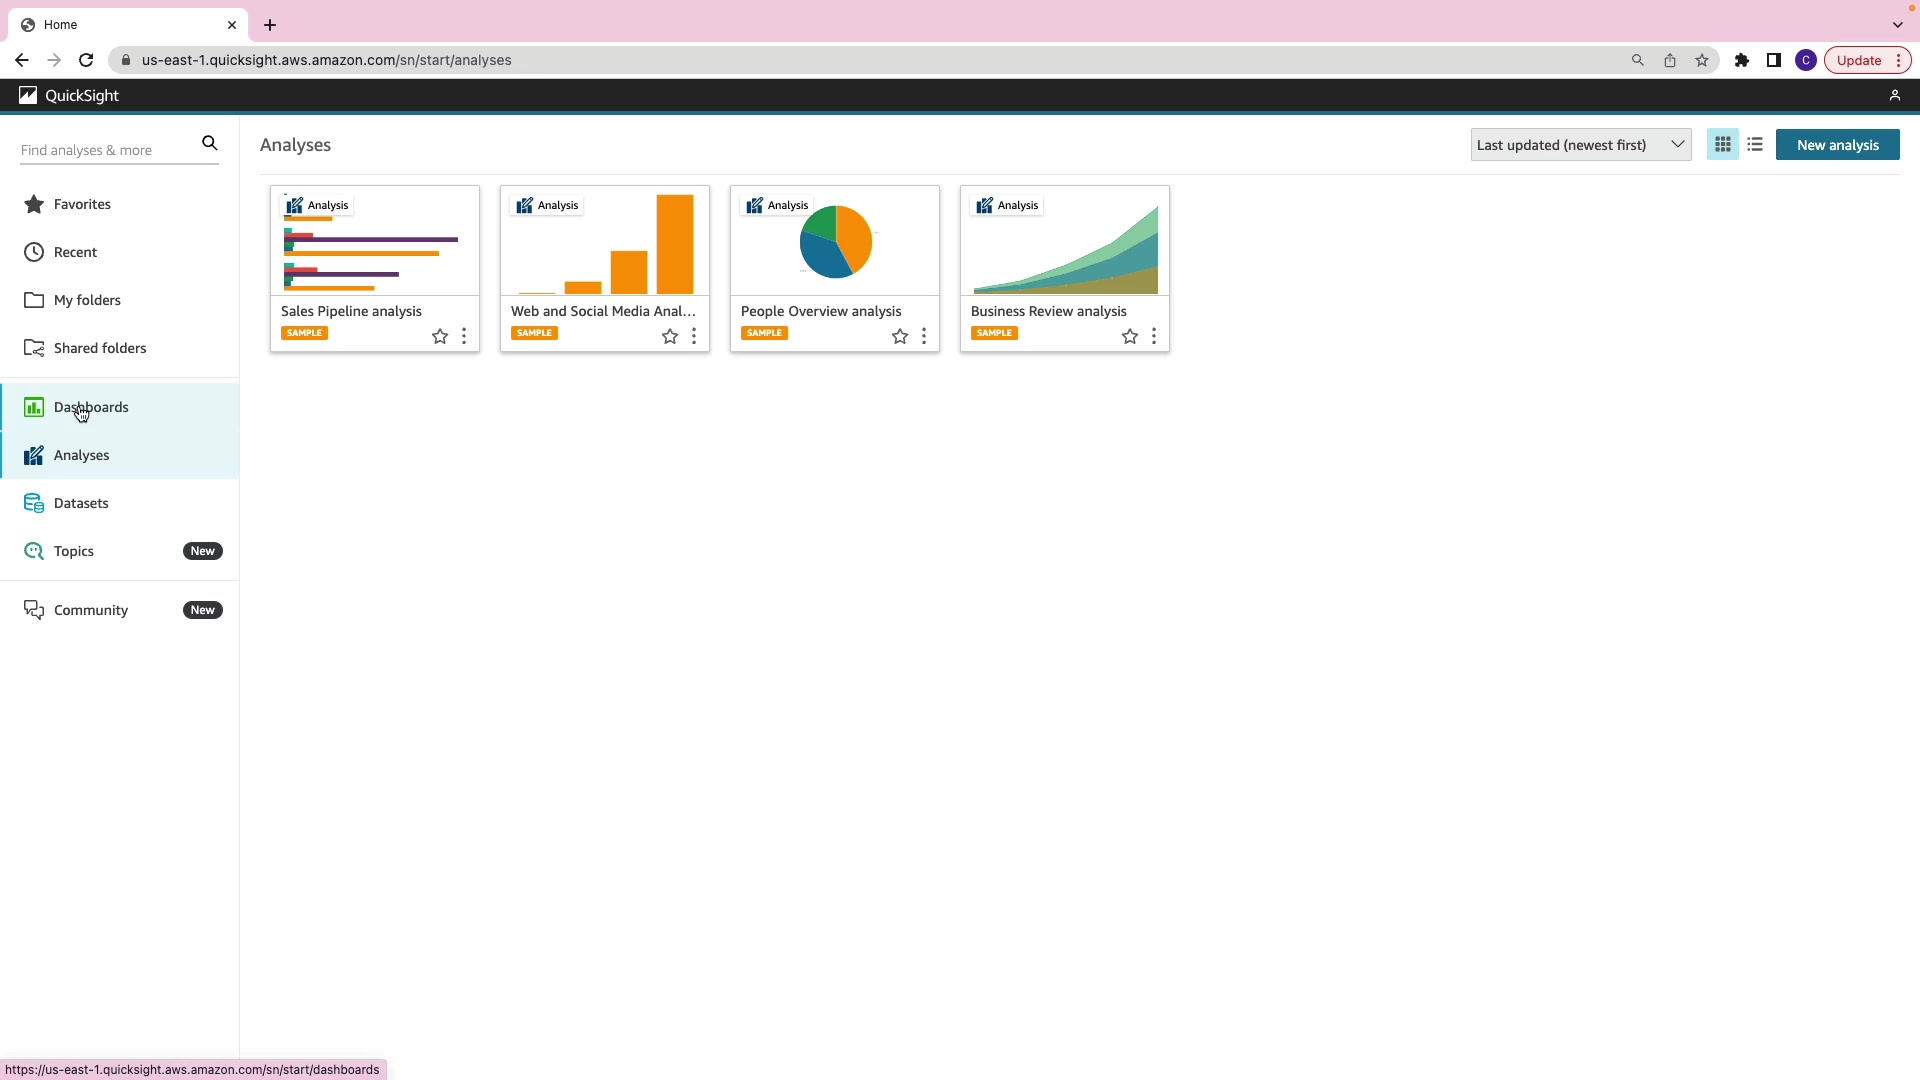 Home
us-east-1.quicksight.aws.amazon.com/sn/start/analyses
C
Update
QuickSight
Find analyses & more
Favorites
Recent
My folders
Shared folders
Dashboards
Analyses
Datasets
Topics
New
Community
New
Analyses
Last updated (newest first)
New analysis
Analysis
Sales Pipeline analysis
SAMPLE
Analysis
Web and Social Media Anal...
SAMPLE
Analysis
People Overview analysis
SAMPLE
Analysis
Business Review analysis
SAMPLE
https://us-east-1.quicksight.aws.amazon.com/sn/start/dashboards